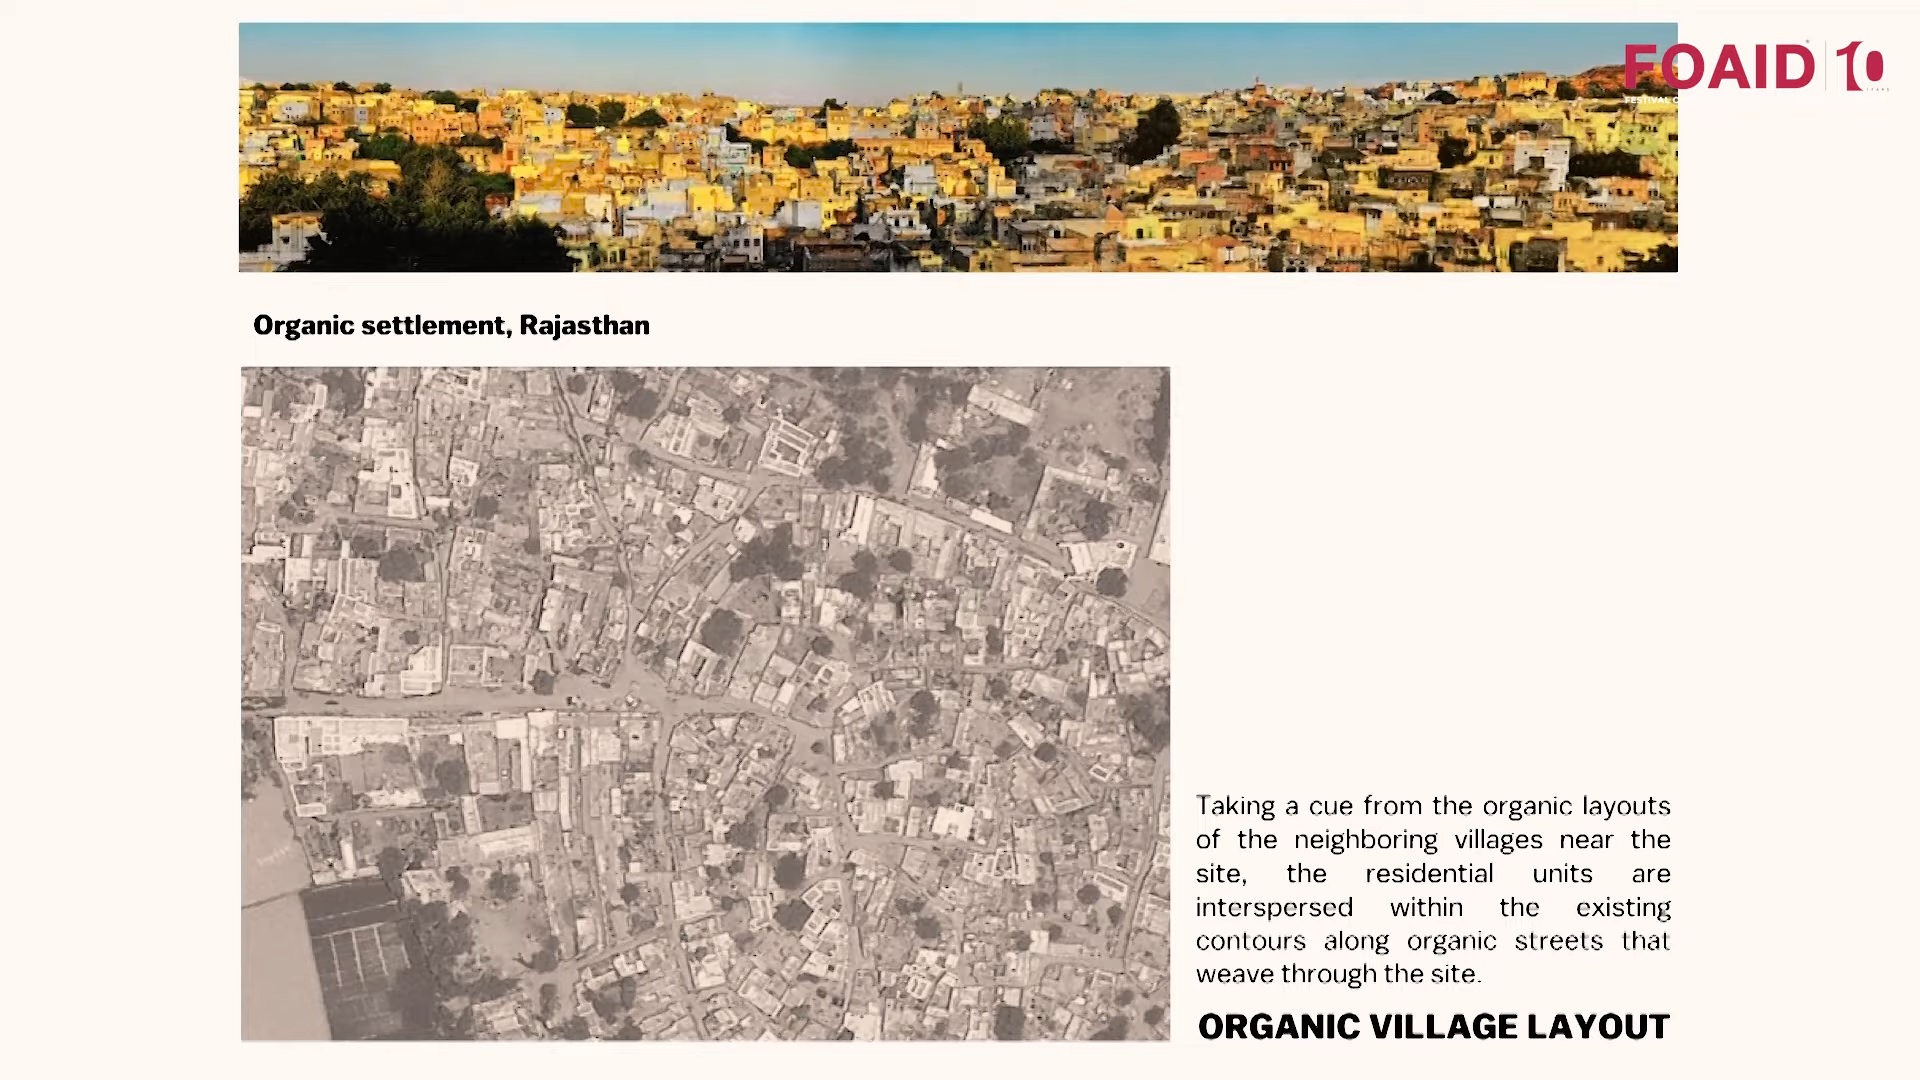 FOAID 10
FESTIVAL
Organic settlement, Rajasthan
Taking a cue from the organic layouts
of the neighboring villages near the
site, the residential units are
interspersed within the existing
contours along organic streets that
weave through the site.
ORGANIC VILLAGE LAYOUT